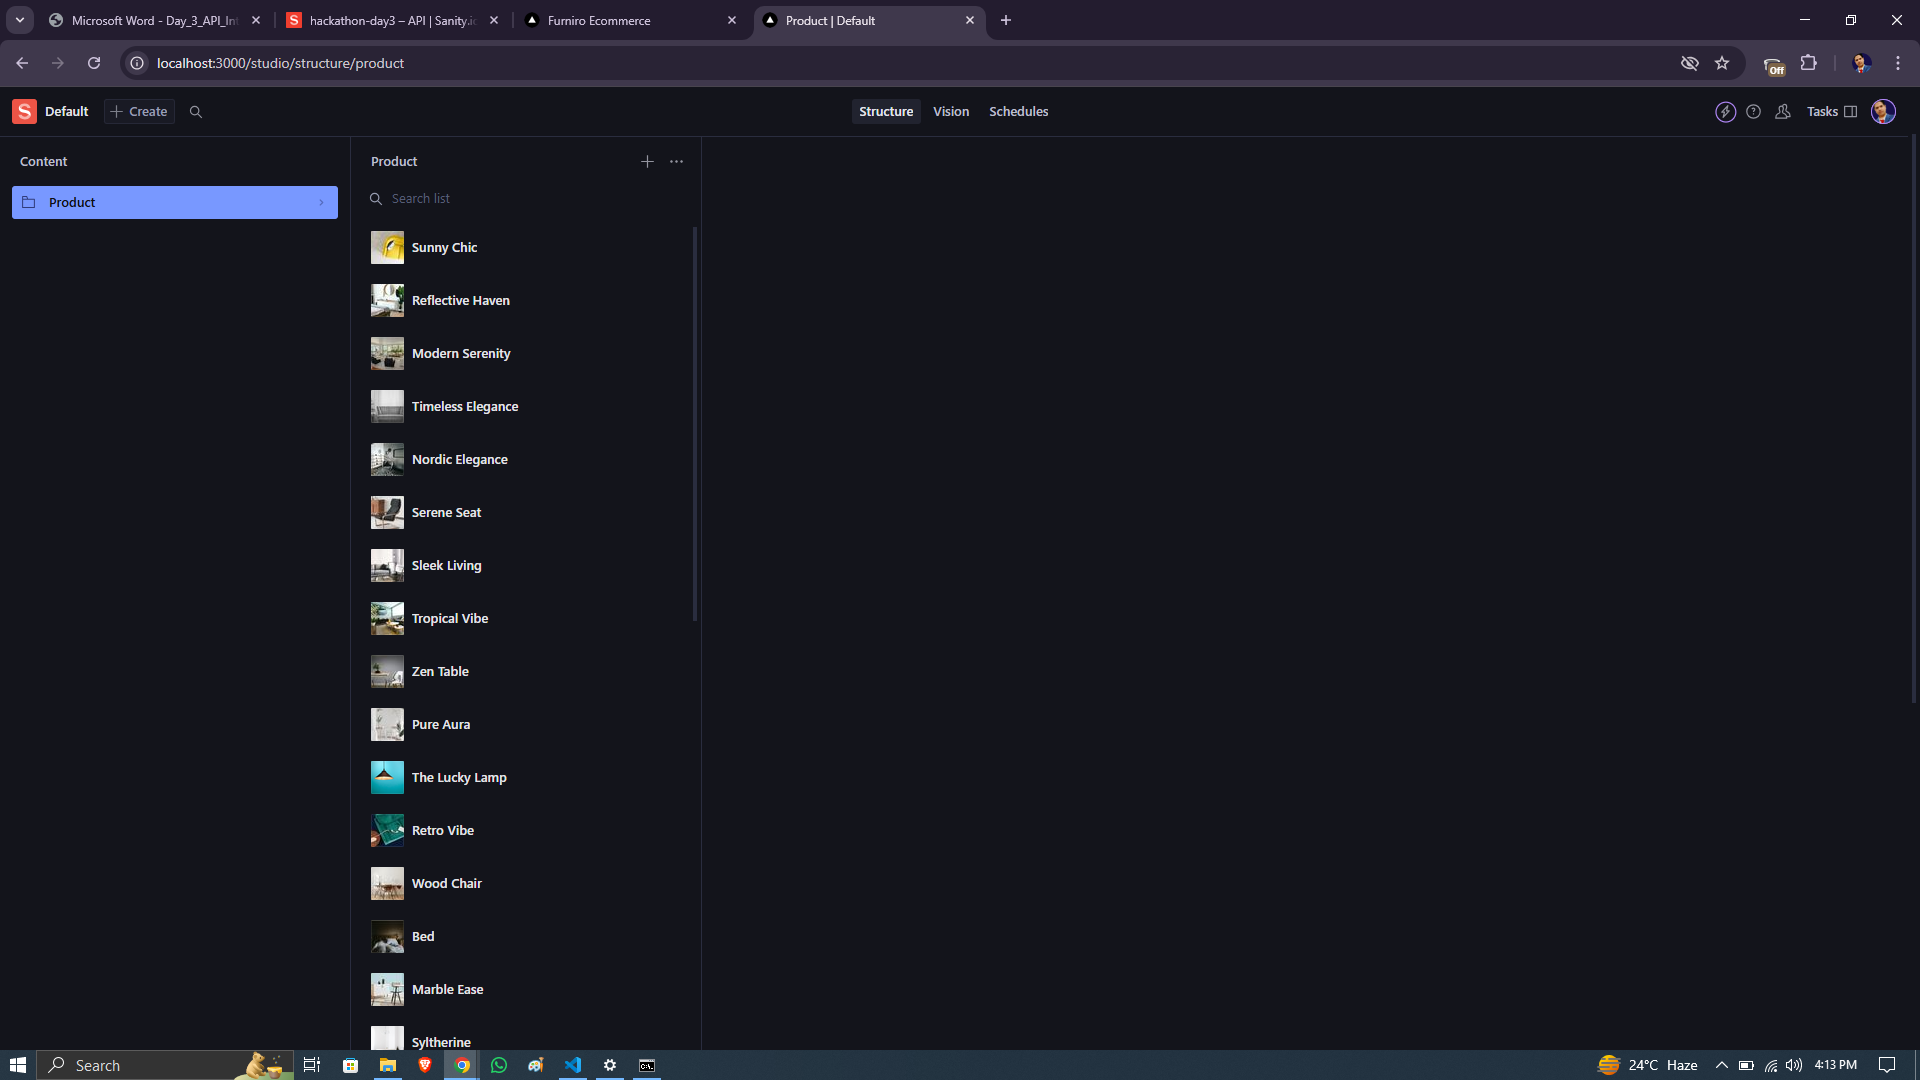 Microsoft Word - Day_3_API_Int
hackathon-day3 – API | Sanity.io
Furniro Ecommerce
Product | Default
localhost:3000/studio/structure/product
Off
S
Default
Create
Structure
Vision
Schedules
Tasks
Content
Product
Product
Search list
Sunny Chic
Reflective Haven
Modern Serenity
Timeless Elegance
Nordic Elegance
Serene Seat
Sleek Living
Tropical Vibe
Zen Table
Pure Aura
The Lucky Lamp
Retro Vibe
Wood Chair
Bed
Marble Ease
Syltherine
Search
24°C Haze
4:13 PM